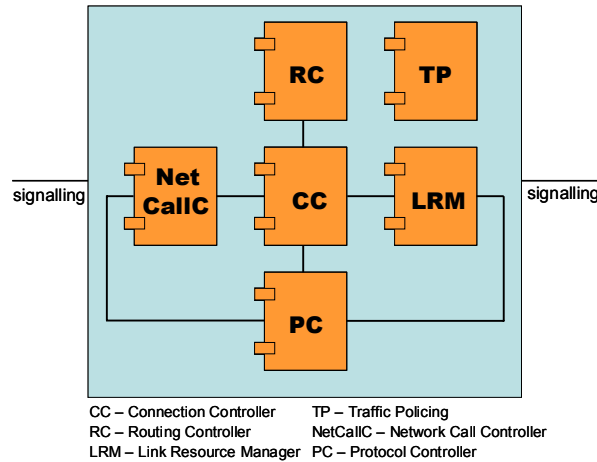 RC
TP
signalling
Net
CallC
CC
LRM
signalling
PC
CC – Connection Controller
TP – Traffic Policing
RC – Routing Controller
NetCallC – Network Call Controller
LRM – Link Resource Manager
PC – Protocol Controller